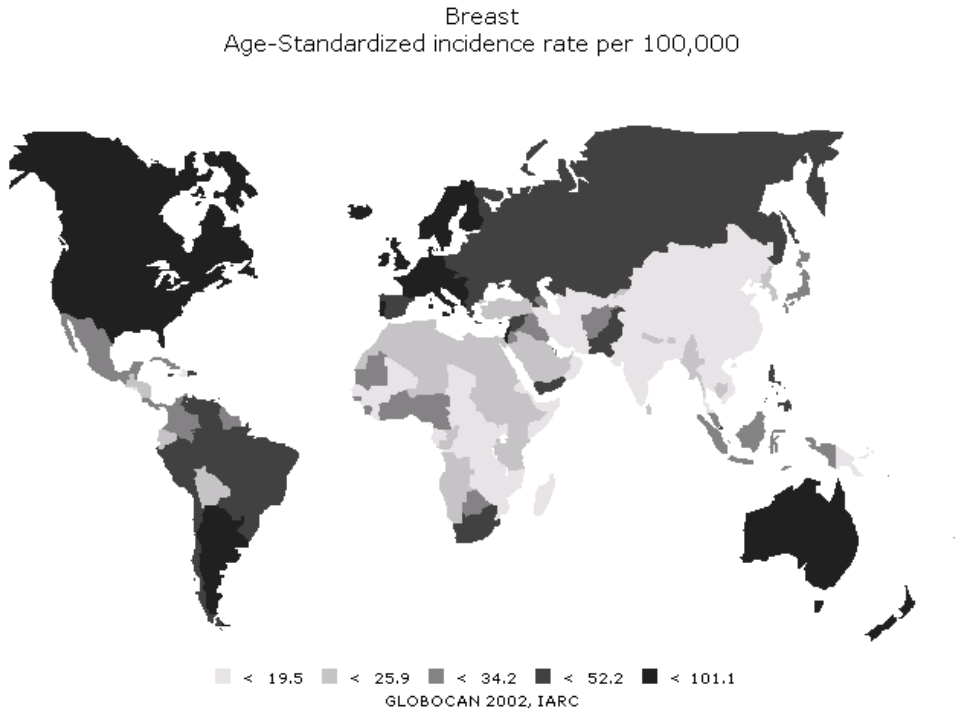 Breast
Age-Standardized incidence rate per 100,000
< 19.5 < 25.9 < 34.2 < 52.2 < 101.1
GLOBOCAN 2002, IARC